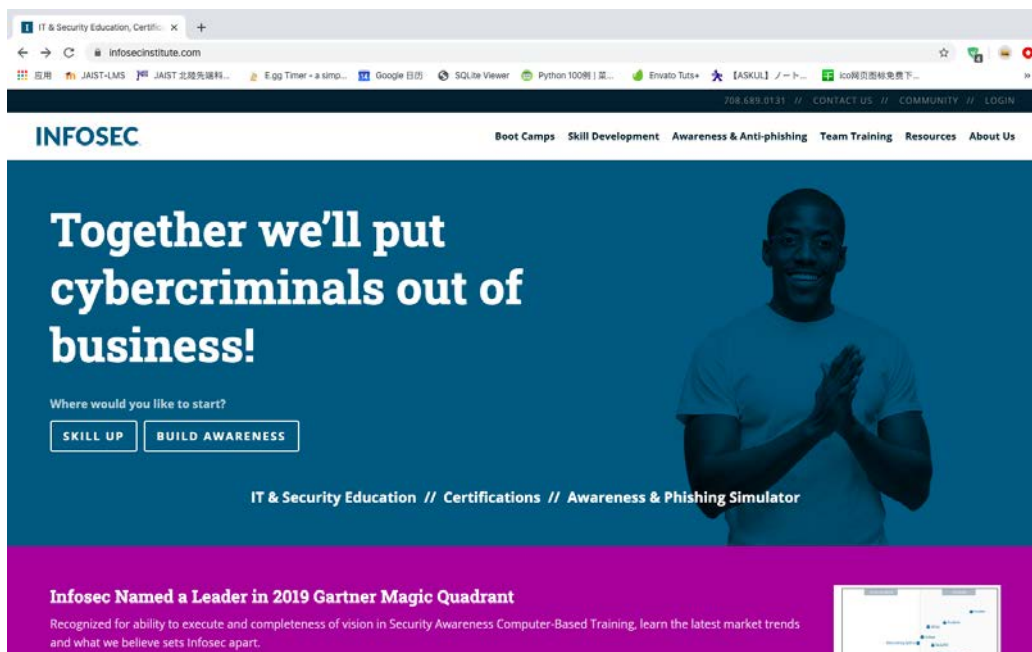 IT & Security Education, Certific
infosecinstitute.com
应用
JAIST-LMS
JAIST 北陸先端科...
E.gg Timer - a simp...
Google 日历
SQLite Viewer
Python 100例 | 菜...
Envato Tuts+
【ASKUL】ノート...
ico网页图标免费下...
708.689.0131 // CONTACT US // COMMUNITY // LOGIN
INFOSEC
Boot Camps Skill Development Awareness & Anti-phishing Team Training Resources About Us
Together we'll put
cybercriminals out of
business!
Where would you like to start?
SKILL UP
BUILD AWARENESS
IT & Security Education // Certifications // Awareness & Phishing Simulator
Infosec Named a Leader in 2019 Gartner Magic Quadrant
Recognized for ability to execute and completeness of vision in Security Awareness Computer-Based Training, learn the latest market trends
and what we believe sets Infosec apart.